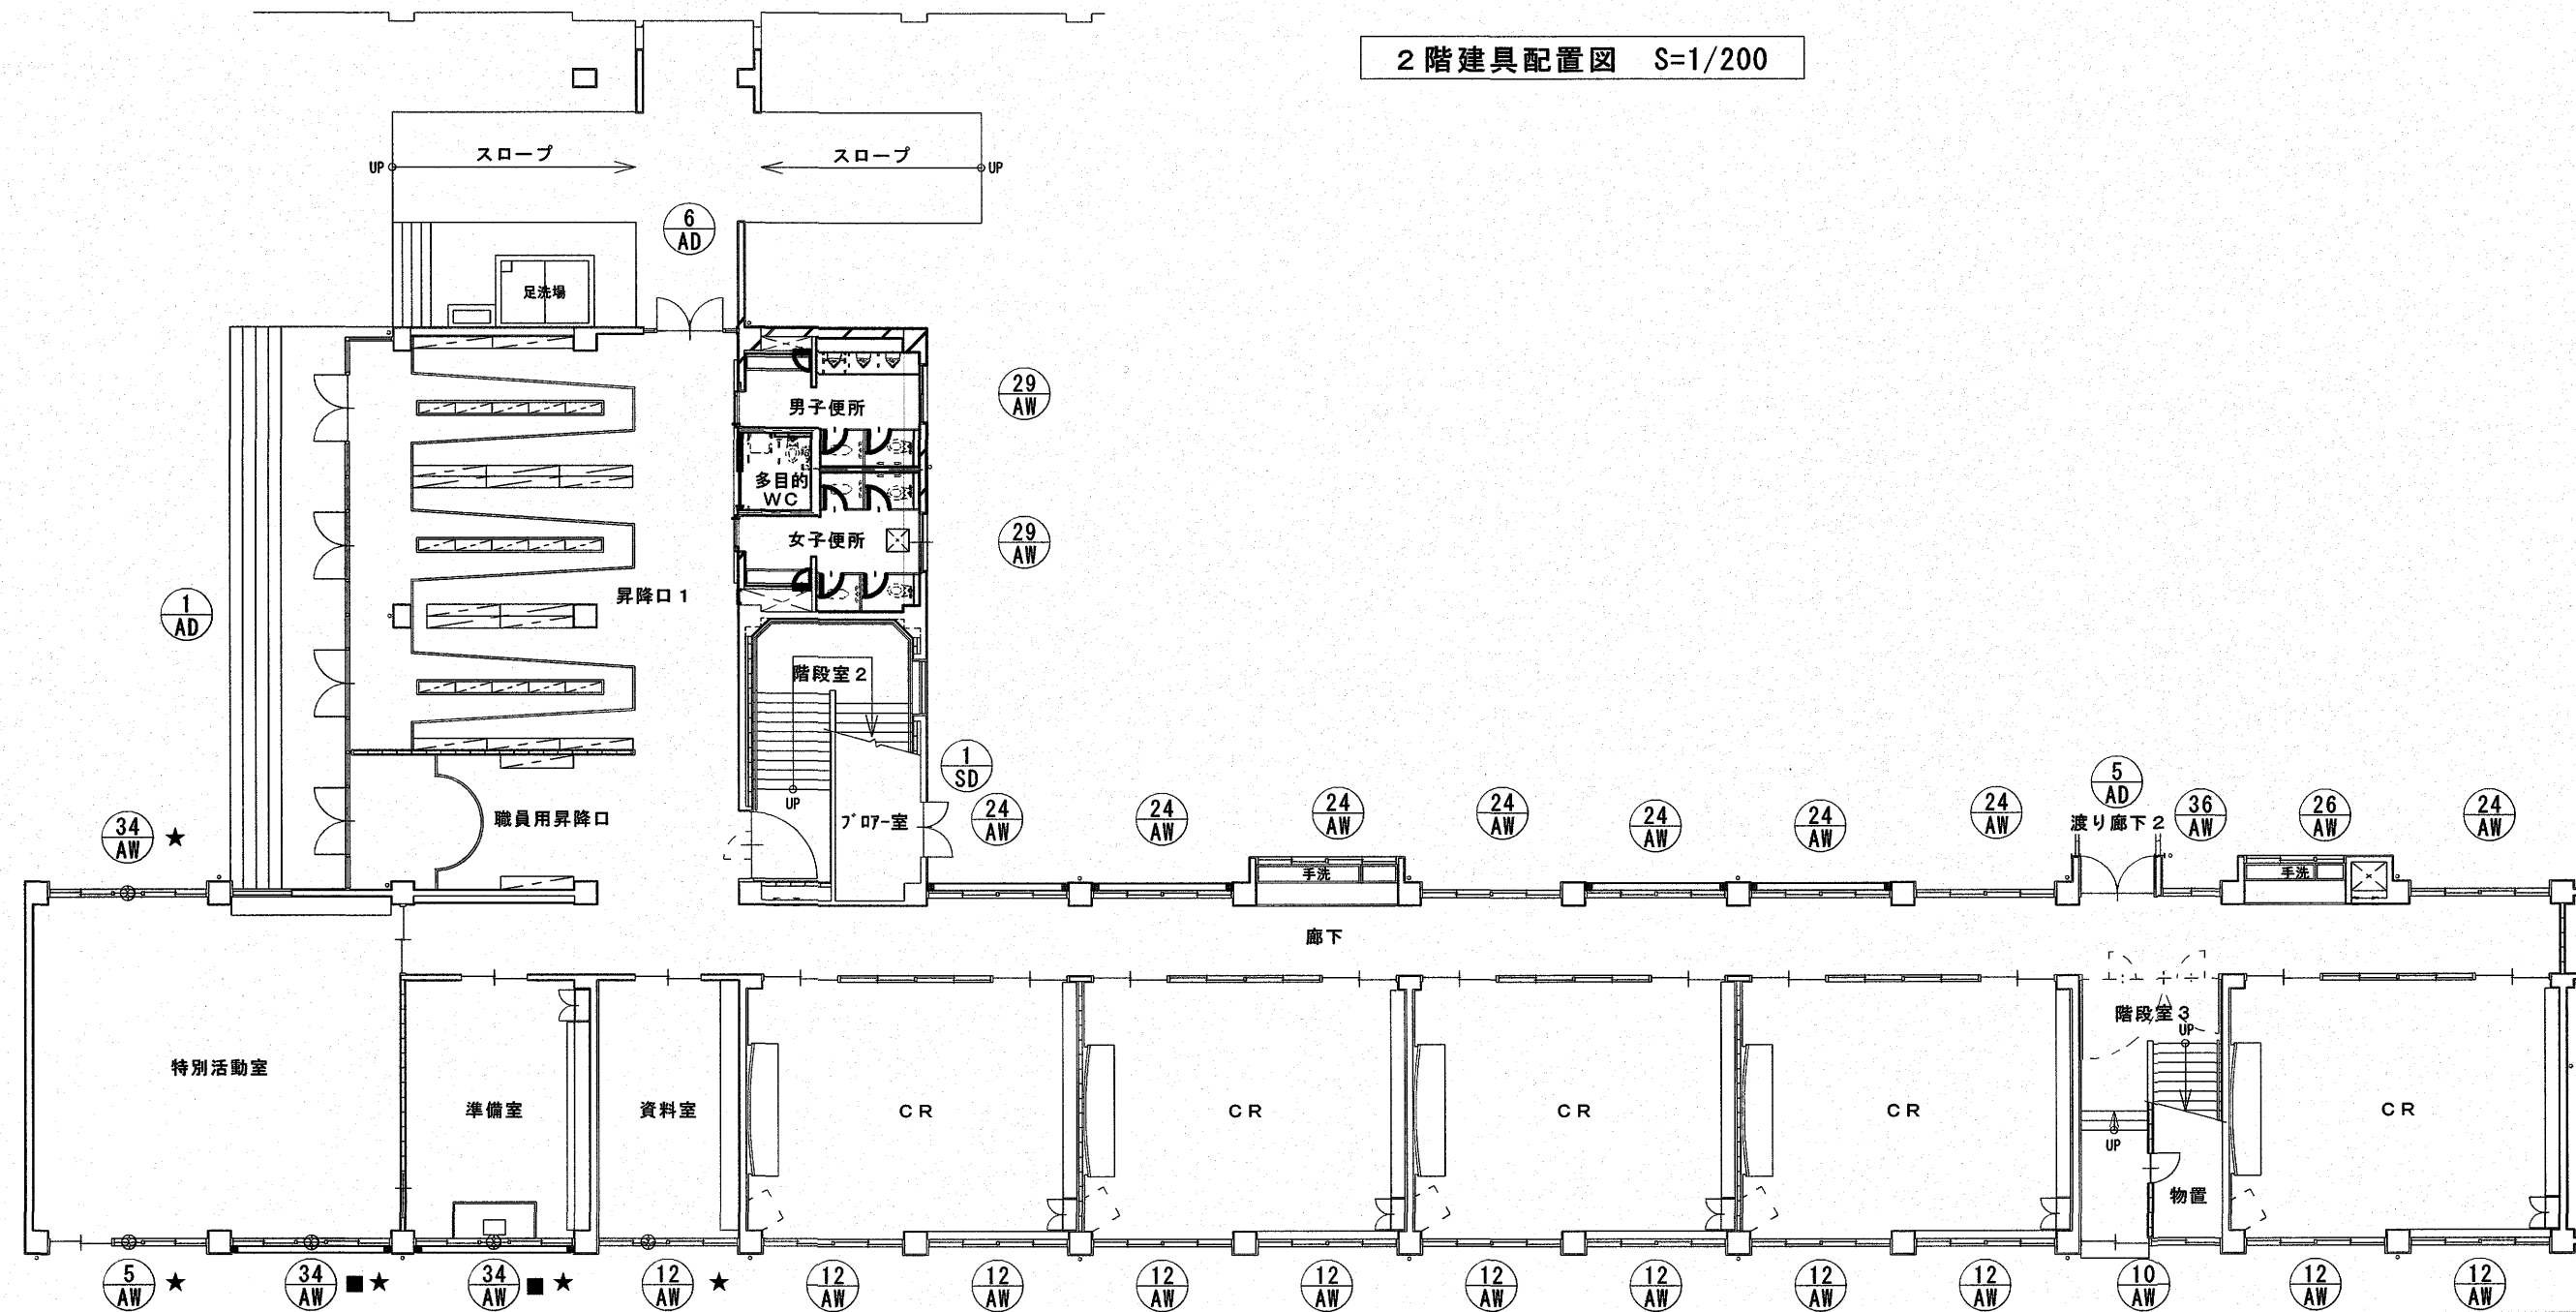 ２階建具配置図 S=1/200
スロープ
スロープ
UP
UP
6
AD
足洗場
29
AW
男子便所
多目的
WC
女子便所
29
AW
昇降口１
1
AD
階段室２
UP
1
SD
ﾌﾞﾛｱｰ室
職員用昇降口
34
AW ★
24
AW
24
AW
24
AW
24
AW
24
AW
24
AW
24
AW
5
AD
渡り廊下２
36
AW
26
AW
24
AW
手洗
手洗
廊下
特別活動室
準備室
資料室
ＣＲ
ＣＲ
ＣＲ
ＣＲ
階段室３
UP
UP
物置
ＣＲ
5
AW ★
34
AW ■★
34
AW ■★
12
AW ★
12
AW
12
AW
12
AW
12
AW
12
AW
12
AW
12
AW
12
AW
10
AW
12
AW
12
AW